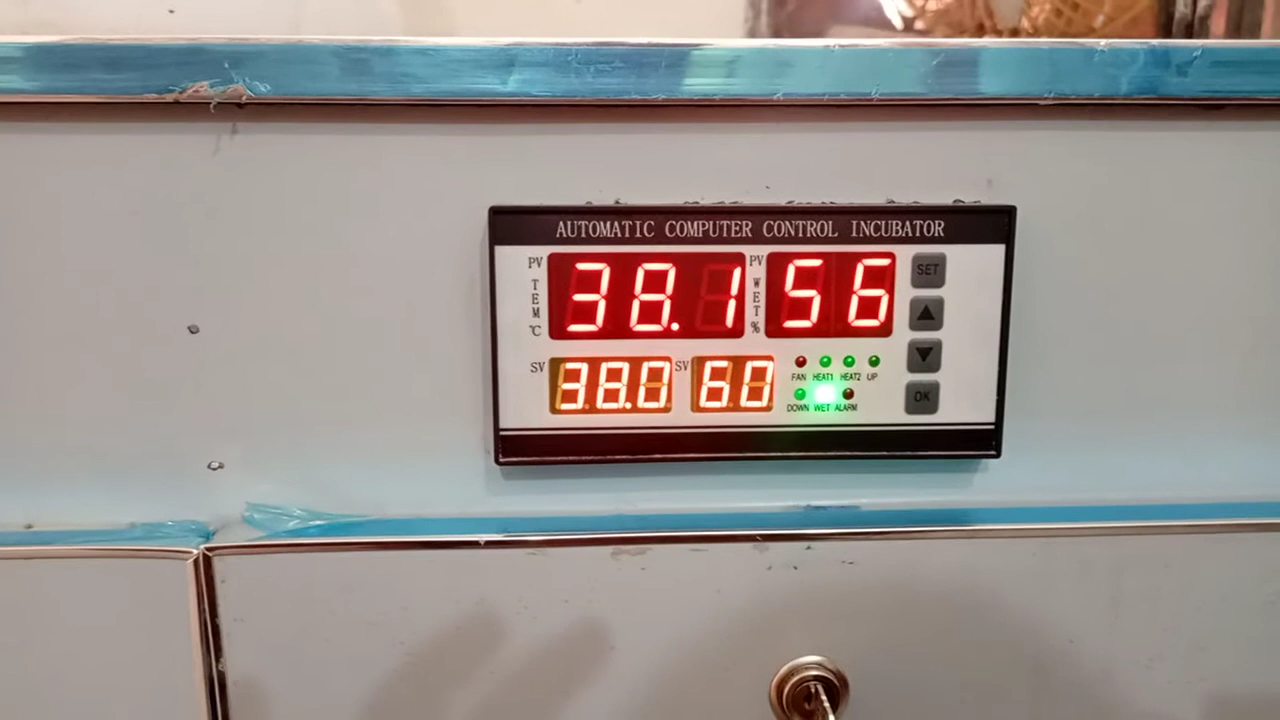 AUTOMATIC COMPUTER CONTROL INCUBATOR
PV TEM ℃ 38.1 PV WET % 56 SET
SV 38.0 SV 60
FAN HEAT1 HEAT2 UP
DOWN WET ALARM OK